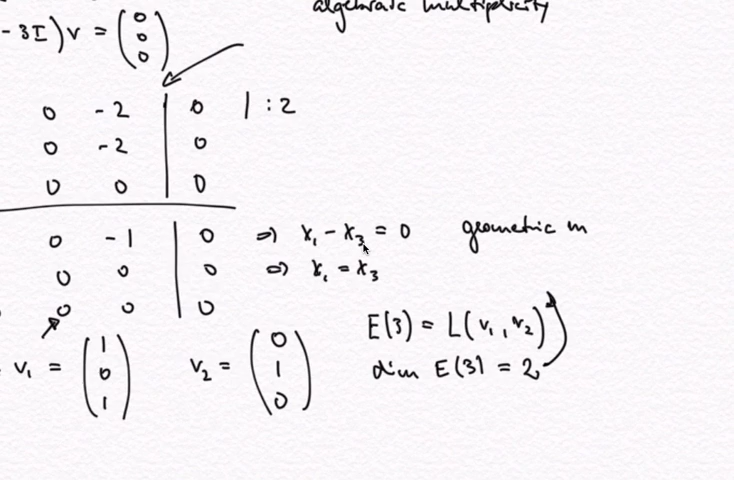 algebraic multiplicity
- 3I)v = (0 0 0)
0 -2 | 0 | : 2
0 -2 | 0
0 0 | 0
0 -1 | 0 ⇒ x₁ - x₃ = 0 geometric m
0 0 | 0 ⇒ x₁ = x₃
0 0 | 0
v₁ = (1 0 1) v₂ = (0 1 0) E(3) = L(v₁, v₂)
dim E(3) = 2